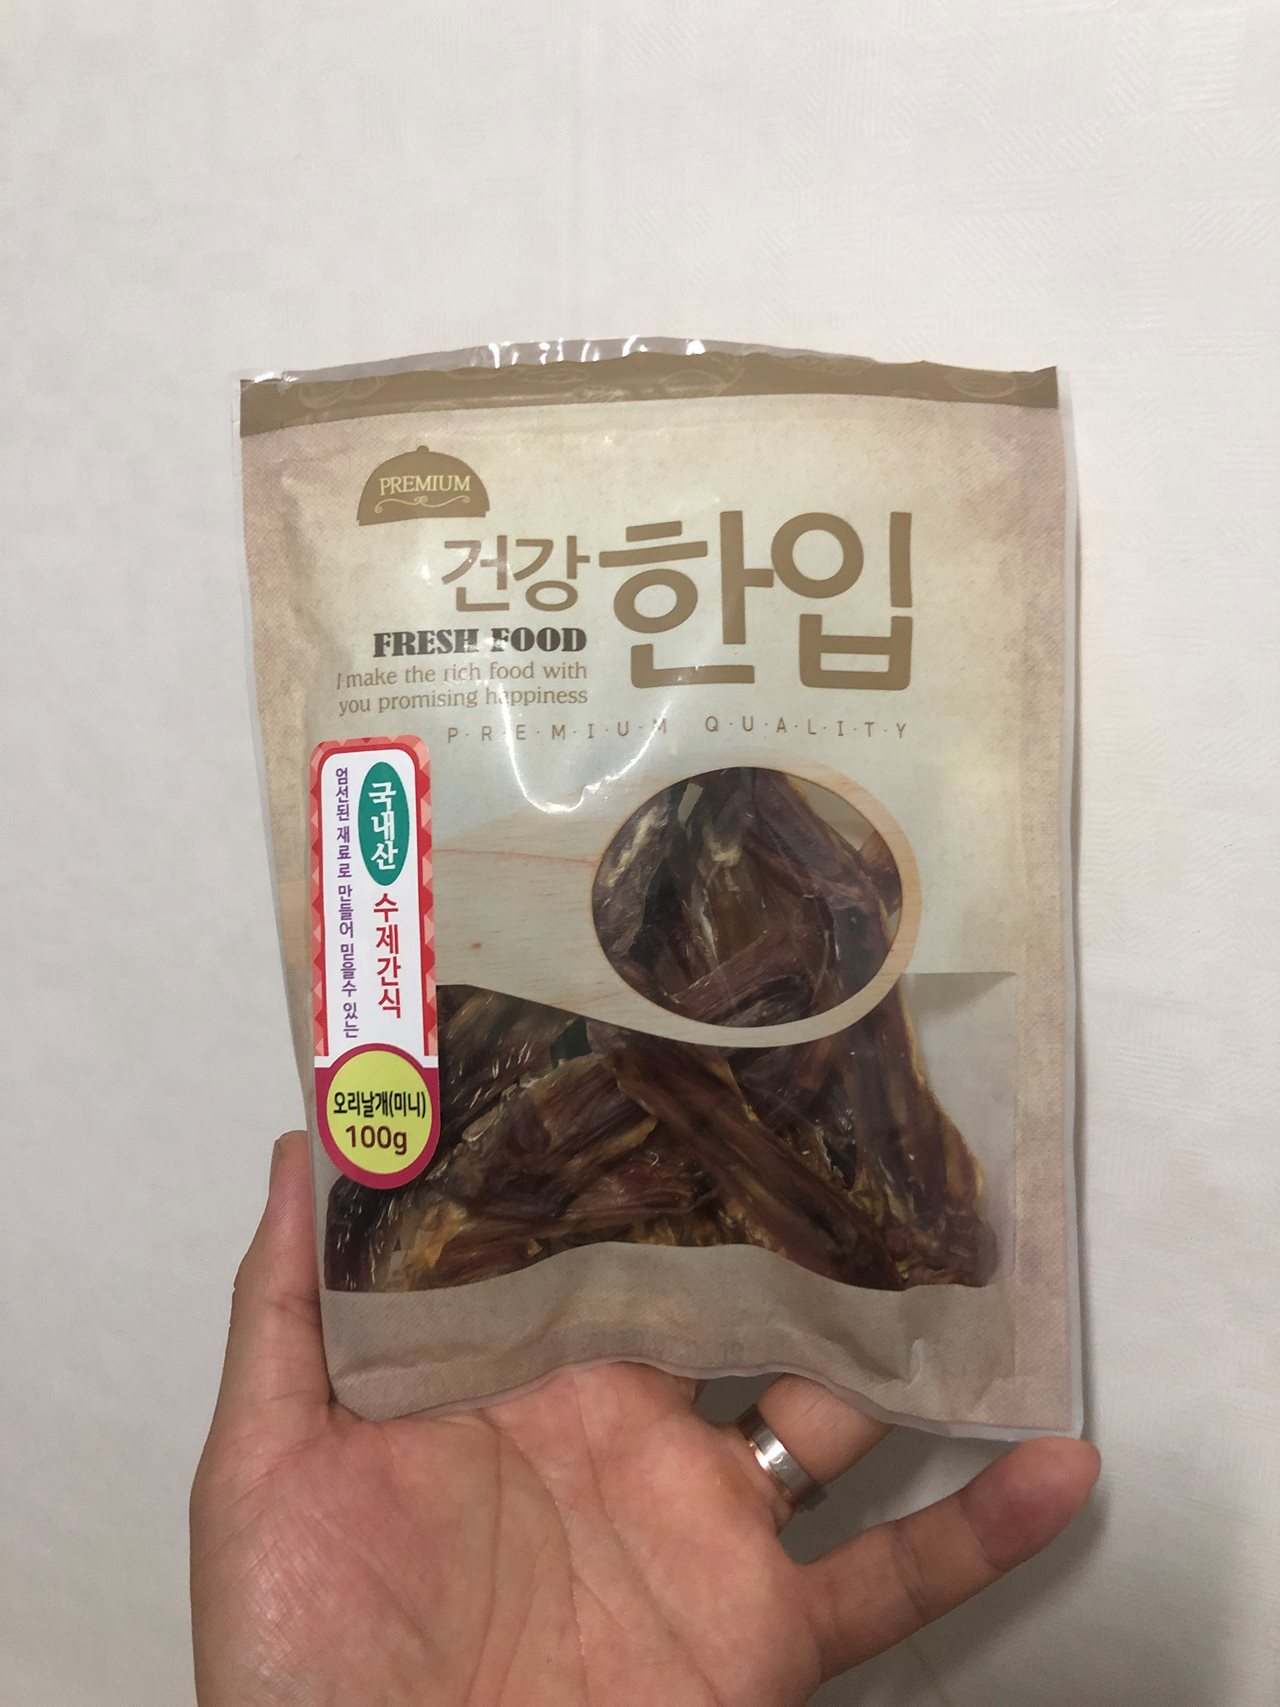 PREMIUM
건강한입
FRESH FOOD
I make the rich food with
you promising happiness
P·R·E·M·I·U·M Q·U·A·L·I·T·Y
엄선된 재료로 만들어 믿을수 있는
국내산 수제간식
오리날개(미니)
100g